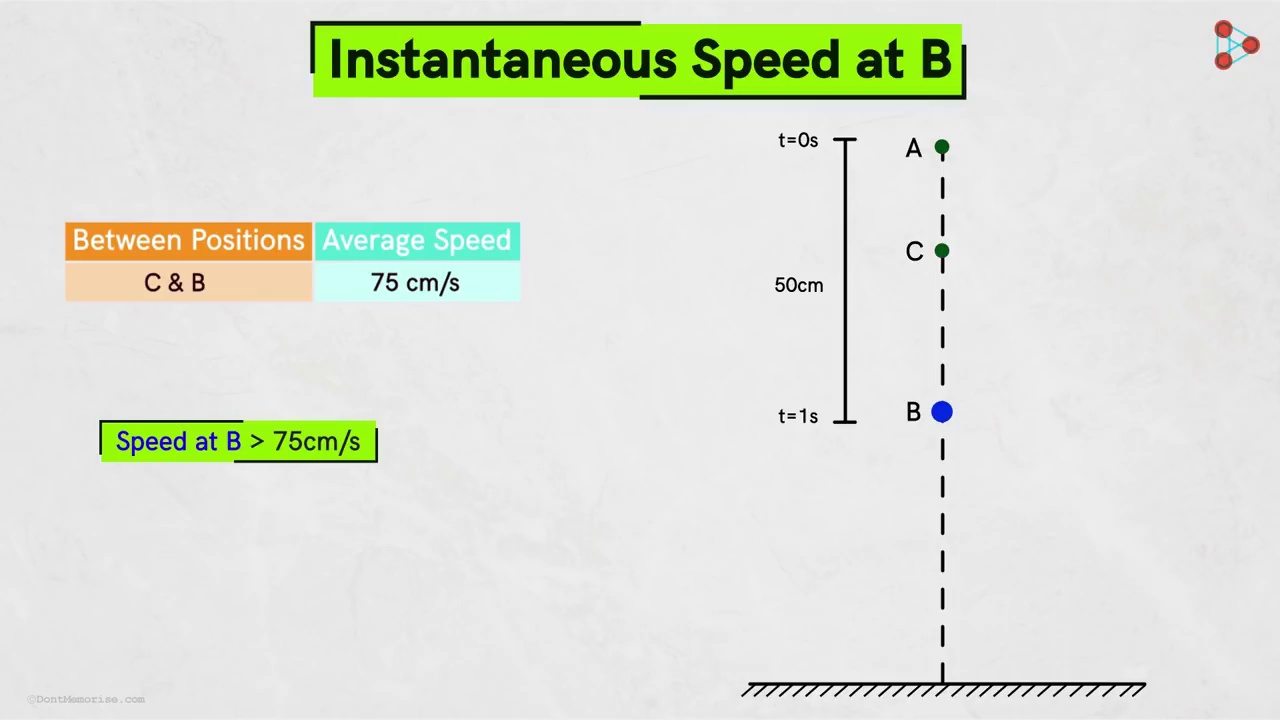 Instantaneous Speed at B
Between Positions Average Speed
C & B 75 cm/s
Speed at B > 75cm/s
t=0s
A
C
50cm
B
t=1s
©DontMemorise.com